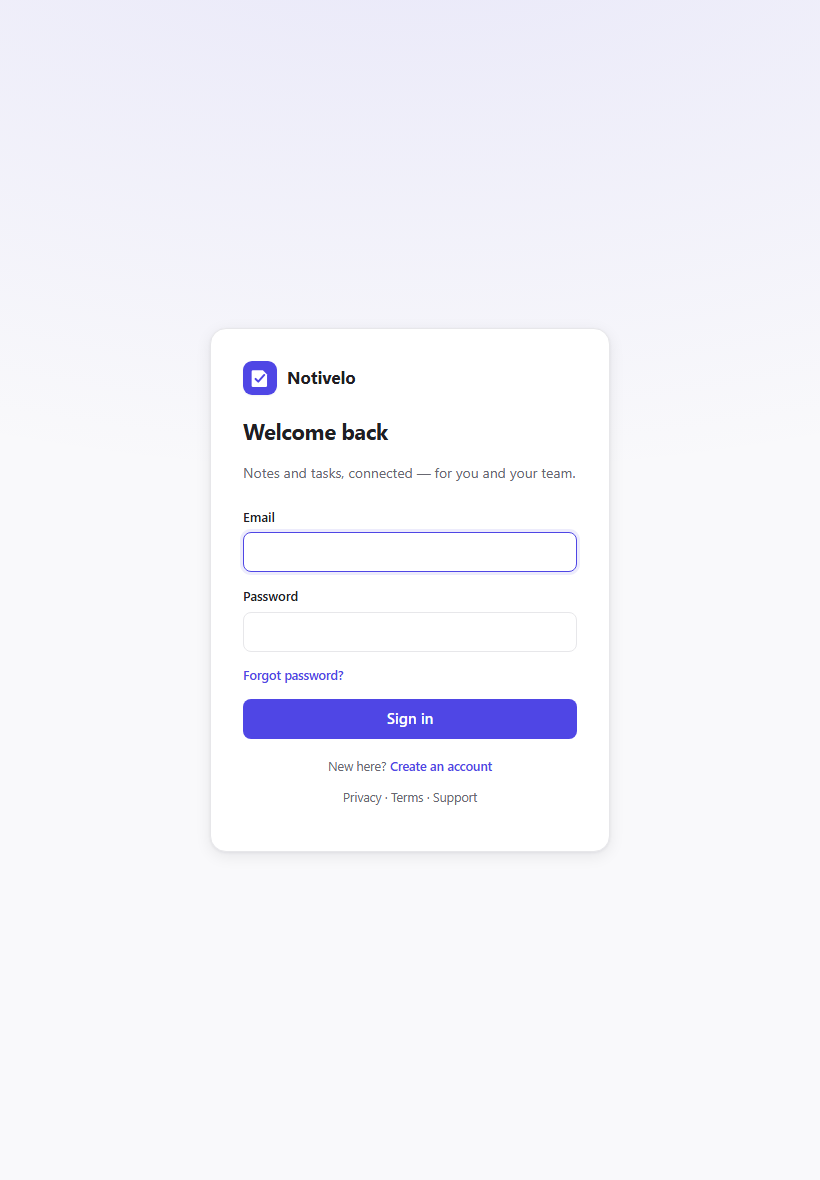 Notivelo
Welcome back
Notes and tasks, connected — for you and your team.
Email
Password
Forgot password?
Sign in
New here? Create an account
Privacy · Terms · Support